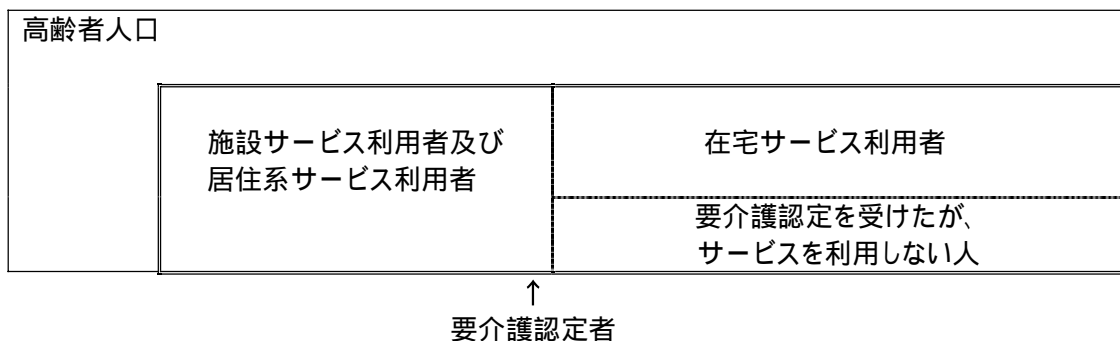 高齢者人口
施設サービス利用者及び
居住系サービス利用者
在宅サービス利用者
要介護認定を受けたが、
サービスを利用しない人
↑
要介護認定者